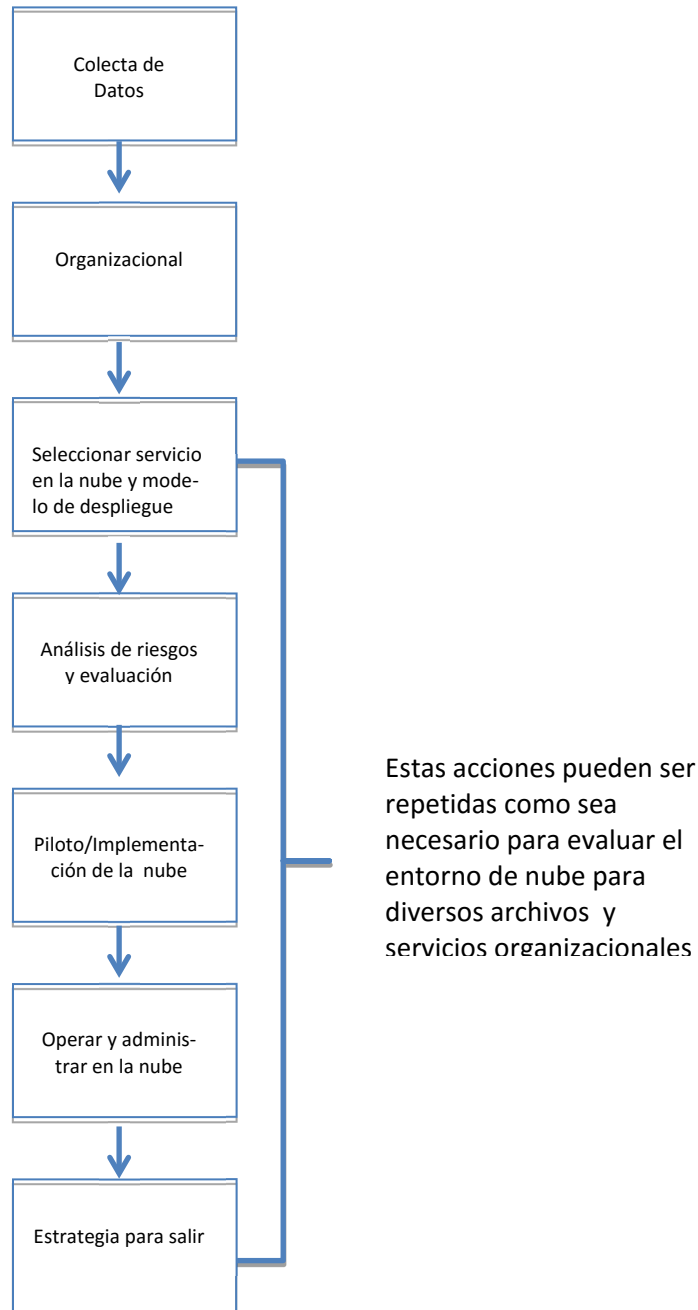 Colecta de
Datos
Organizacional
Seleccionar servicio
en la nube y mode-
lo de despliegue
Análisis de riesgos
y evaluación
Piloto/Implementa-
ción de la nube
Operar y adminis-
trar en la nube
Estrategia para salir
Estas acciones pueden ser
repetidas como sea
necesario para evaluar el
entorno de nube para
diversos archivos y
servicios organizacionales